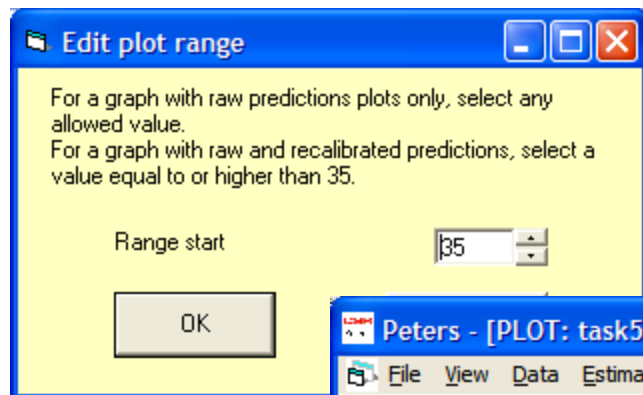 Edit plot range
For a graph with raw predictions plots only, select any
allowed value.
For a graph with raw and recalibrated predictions, select a
value equal to or higher than 35.
Range start 35
OK
Peters - [PLOT: task5
File View Data Estima